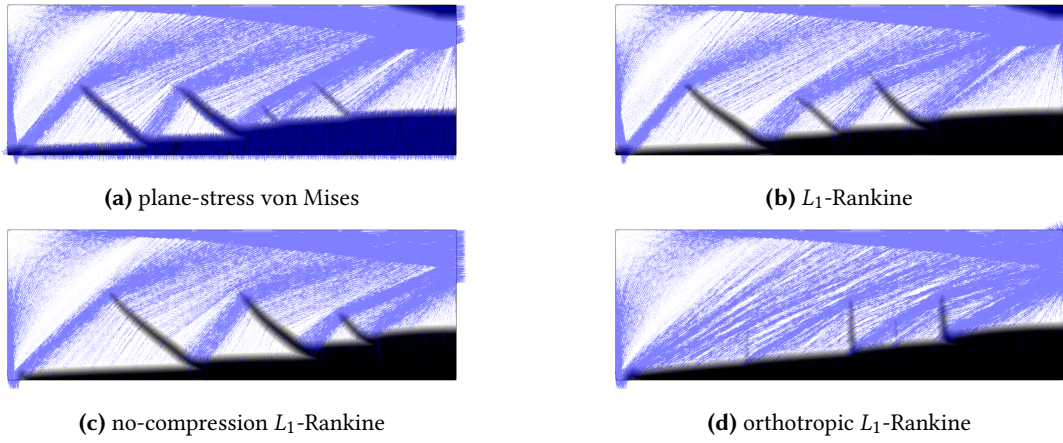 (a) plane-stress von Mises
(b) L₁-Rankine
(c) no-compression L₁-Rankine
(d) orthotropic L₁-Rankine